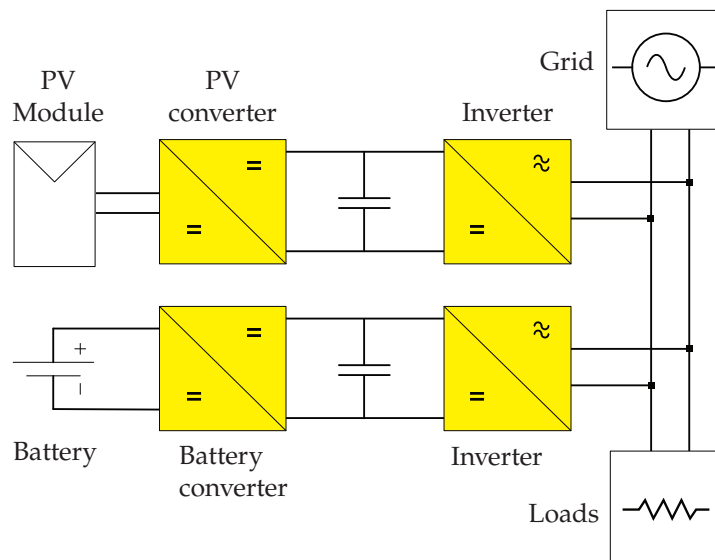 PV
Module
PV
converter
Inverter
Grid
+
−
Battery
Battery
converter
Inverter
Loads